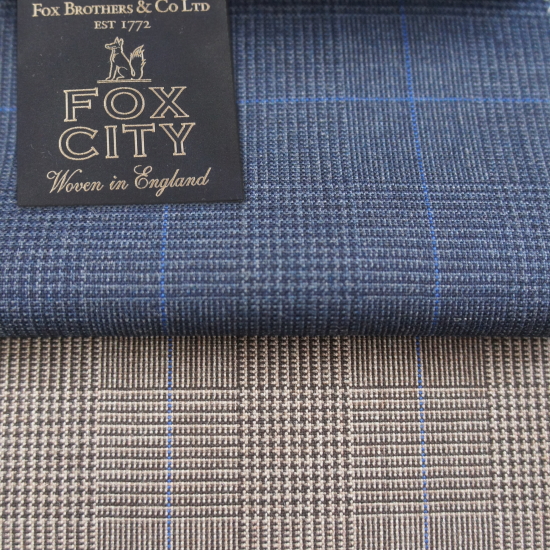 FOX BROTHERS & CO LTD
EST 1772
FOX
CITY
Woven in England